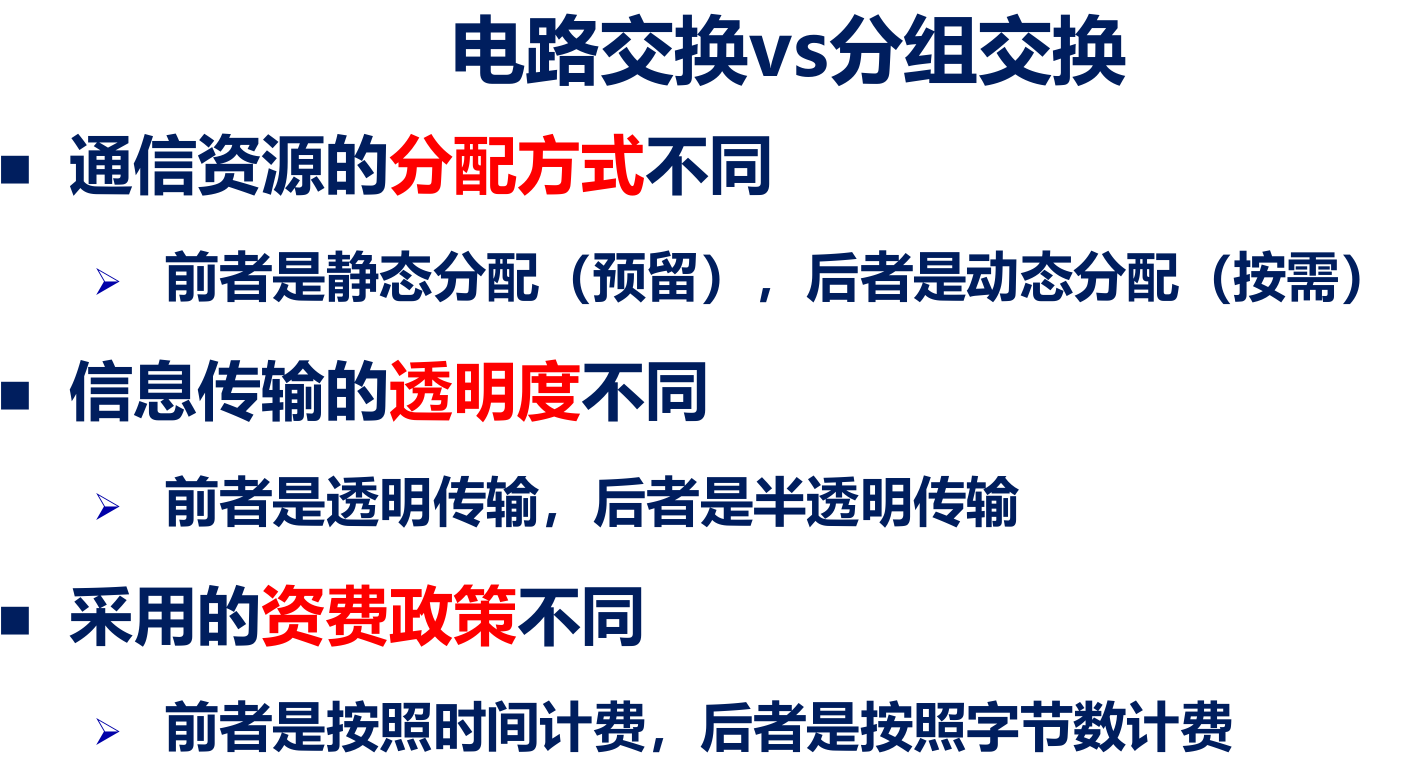 电路交换vs分组交换
■ 通信资源的分配方式不同
➢ 前者是静态分配（预留），后者是动态分配（按需）
■ 信息传输的透明度不同
➢ 前者是透明传输，后者是半透明传输
■ 采用的资费政策不同
➢ 前者是按照时间计费，后者是按照字节数计费